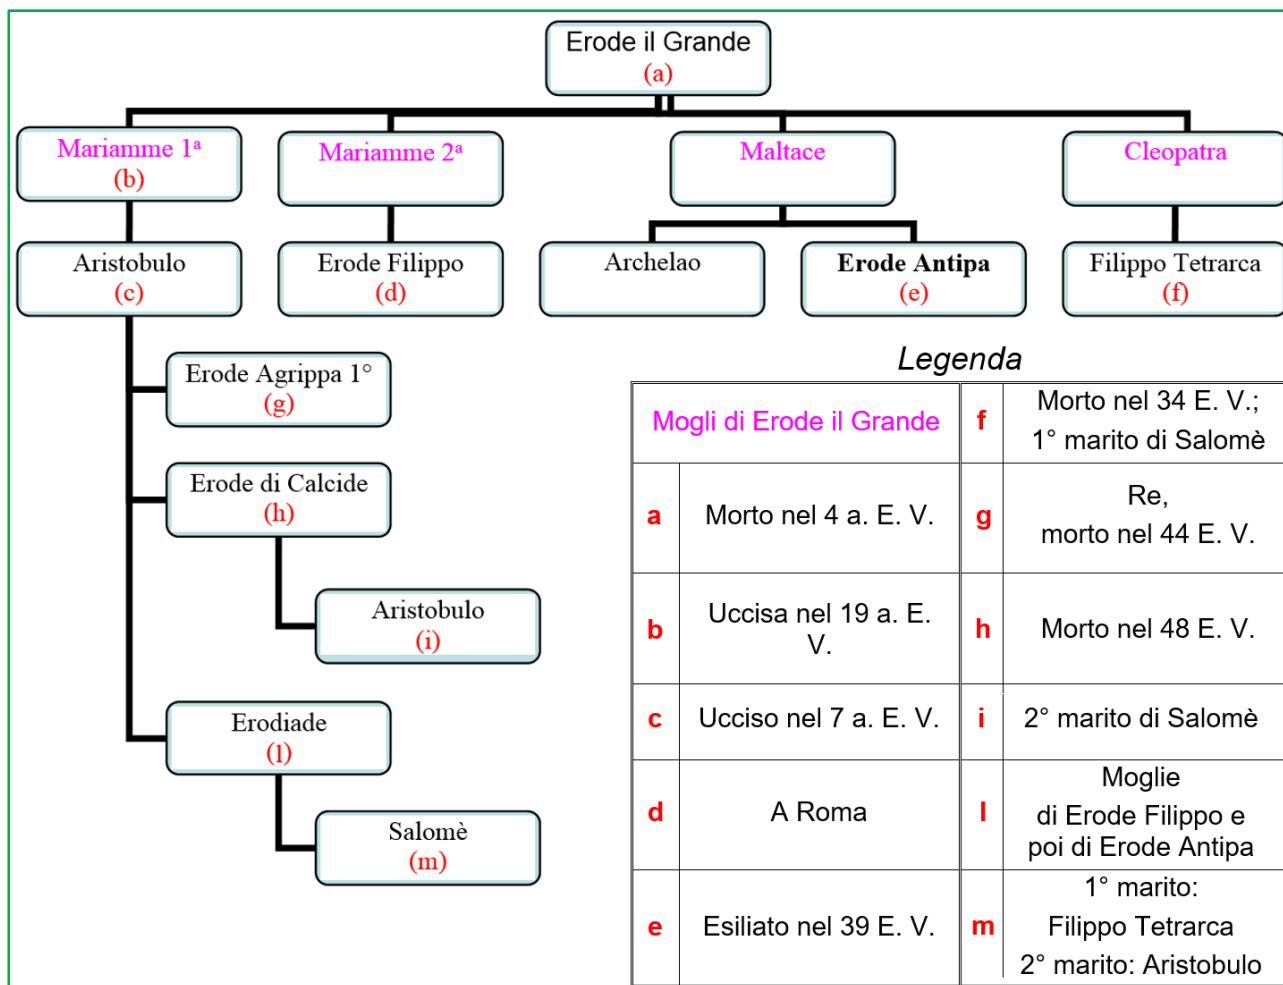 Erode il Grande
(a)
Mariamme 1ª
(b)
Mariamme 2ª
Maltace
Cleopatra
Aristobulo
(c)
Erode Filippo
(d)
Archelao
Erode Antipa
(e)
Filippo Tetrarca
(f)
Erode Agrippa 1°
(g)
Erode di Calcide
(h)
Aristobulo
(i)
Erodiade
(l)
Salomè
(m)
Legenda
Mogli di Erode il Grande
f
Morto nel 34 E. V.;
1° marito di Salomè
a
Morto nel 4 a. E. V.
g
Re,
morto nel 44 E. V.
b
Uccisa nel 19 a. E.
V.
h
Morto nel 48 E. V.
c
Ucciso nel 7 a. E. V.
i
2° marito di Salomè
d
A Roma
l
Moglie
di Erode Filippo e
poi di Erode Antipa
e
Esiliato nel 39 E. V.
m
1° marito:
Filippo Tetrarca
2° marito: Aristobulo